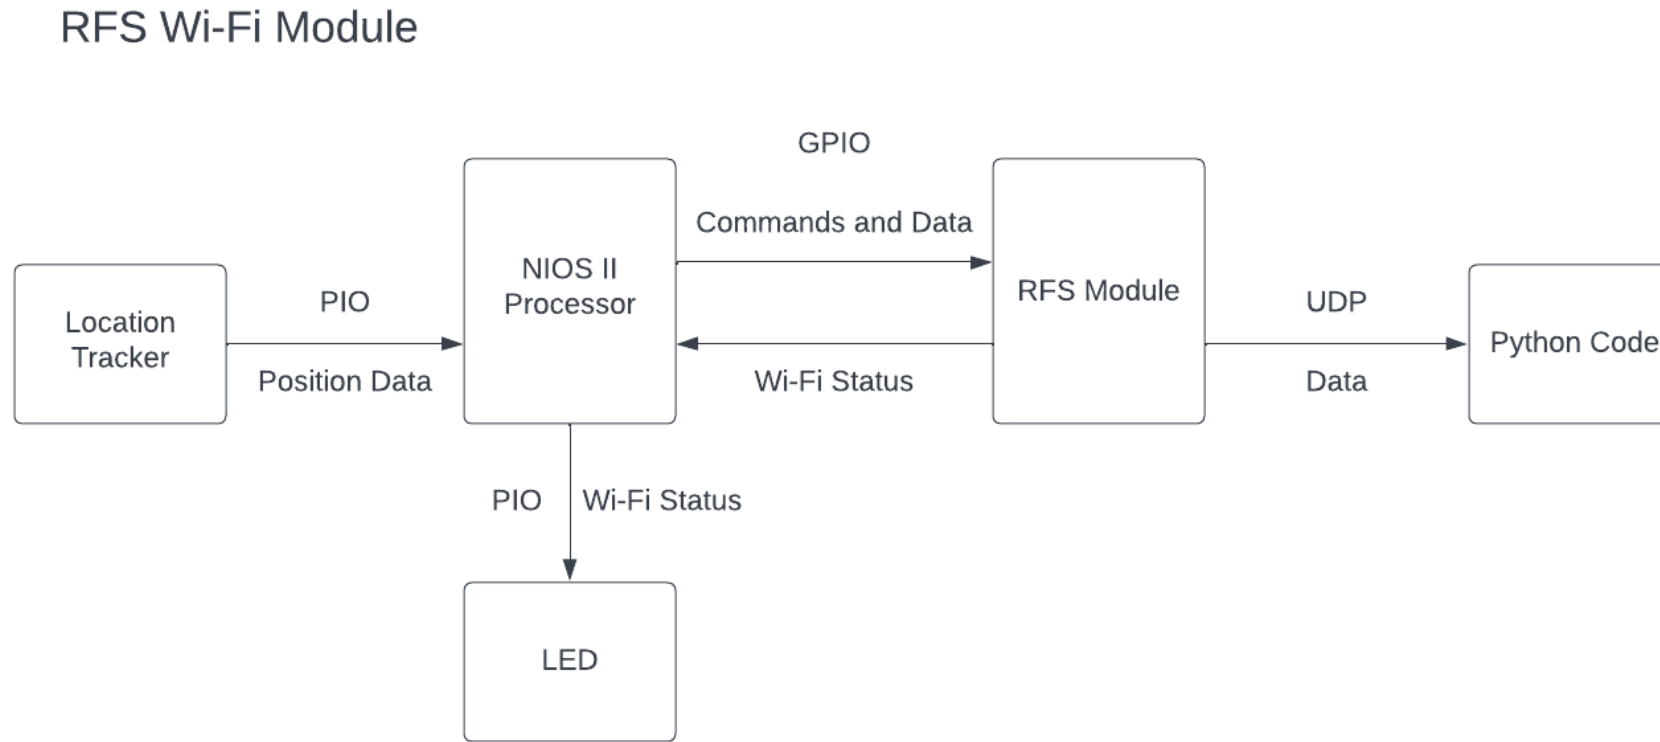 RFS Wi-Fi Module
GPIO
Commands and Data
NIOS II
Processor
RFS Module
Location
Tracker
PIO
Position Data
Wi-Fi Status
UDP
Data
Python Code
PIO
Wi-Fi Status
LED